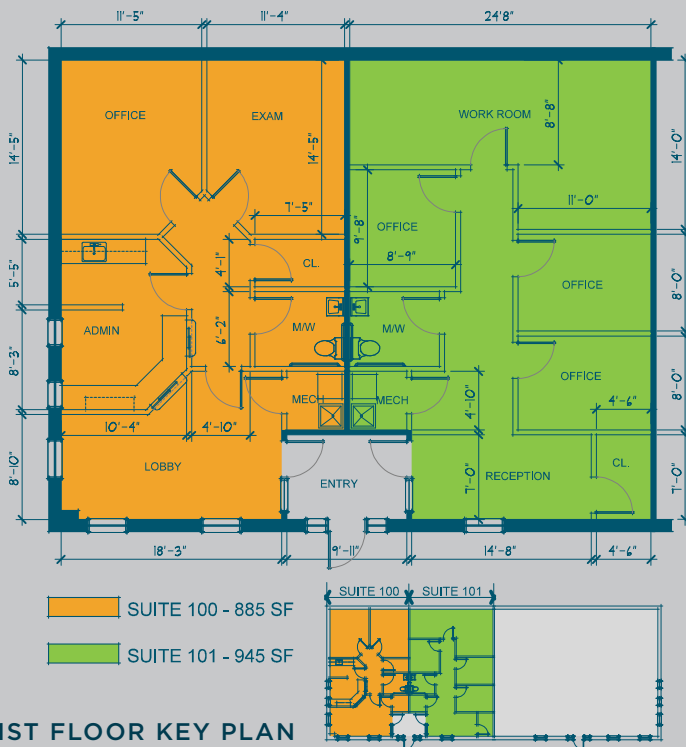 11'-5"
11'-4"
24'8"
OFFICE
EXAM
WORK ROOM
8'-8"
14'-5"
14'-5"
14'-0"
7'-5"
11'-0"
OFFICE
9'-8"
8'-9"
CL.
4'-1"
5'-5"
OFFICE
8'-0"
ADMIN
6'-2"
M/W
M/W
8'-3"
OFFICE
8'-0"
MECH
MECH
4'-10"
4'-6"
10'-4"
4'-10"
LOBBY
ENTRY
RECEPTION
CL.
8'-10"
7'-0"
7'-0"
18'-3"
9'-11"
14'-8"
4'-6"
SUITE 100
SUITE 101
SUITE 100 - 885 SF
SUITE 101 - 945 SF
1ST FLOOR KEY PLAN